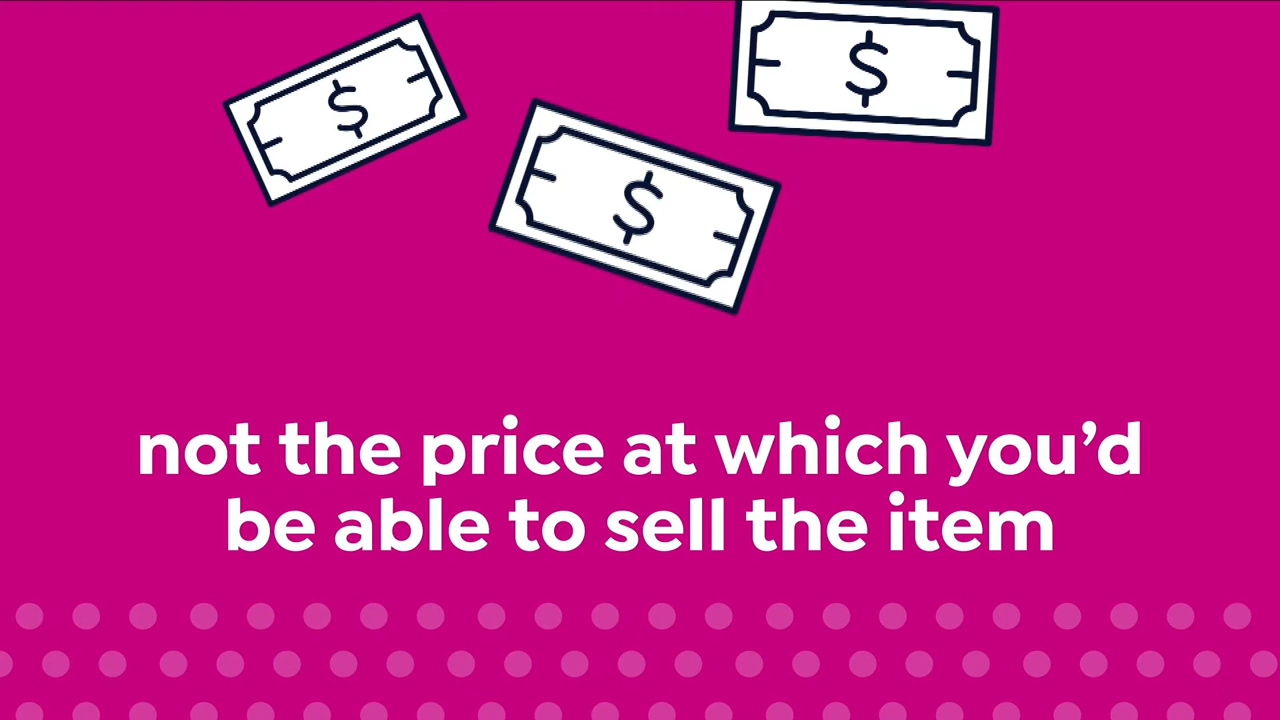 $
$
$
not the price at which you’d
be able to sell the item